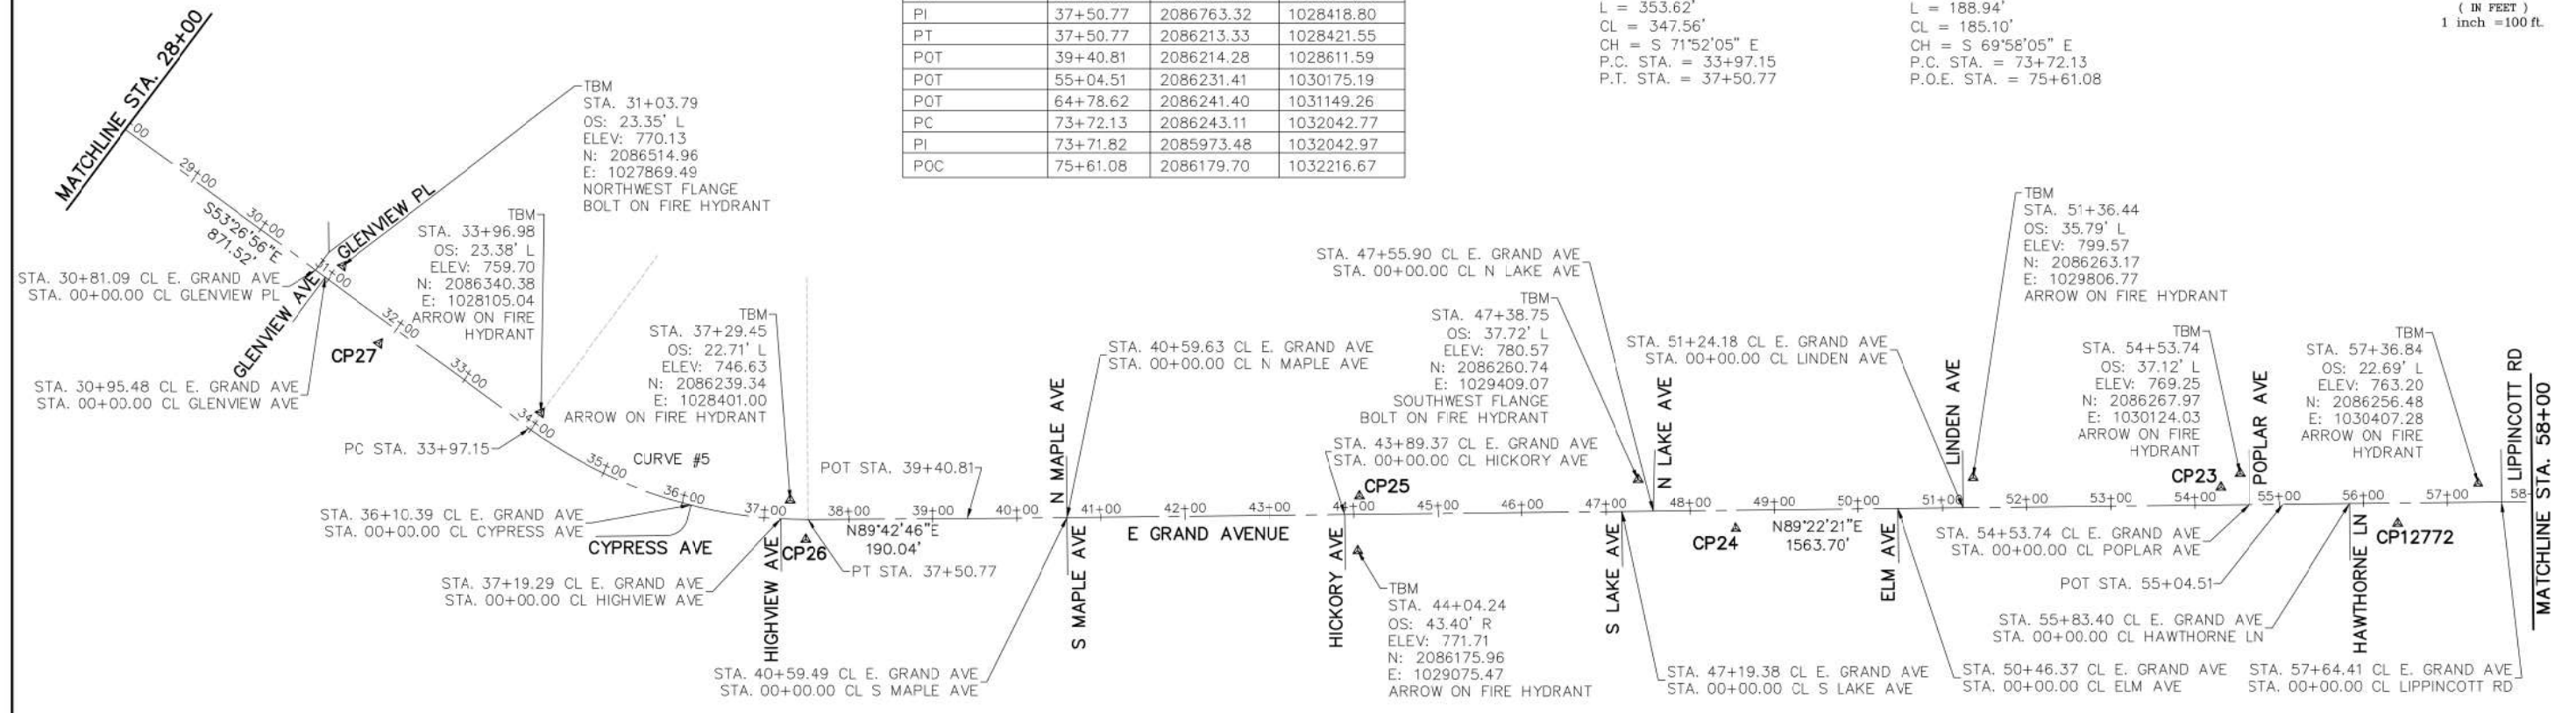 PI 37+50.77 2086763.32 1028418.80
PT 37+50.77 2086213.33 1028421.55
POT 39+40.81 2086214.28 1028611.59
POT 55+04.51 2086231.41 1030175.19
POT 64+78.62 2086241.40 1031149.26
PC 73+72.13 2086243.11 1032042.77
PI 73+71.82 2085973.48 1032042.97
POC 75+61.08 2086179.70 1032216.67
L = 353.62'
CL = 347.56'
CH = S 71°52'05" E
P.C. STA. = 33+97.15
P.T. STA. = 37+50.77
L = 188.94'
CL = 185.10'
CH = S 69°58'05" E
P.C. STA. = 73+72.13
P.O.E. STA. = 75+61.08
( IN FEET )
1 inch =100 ft.
MATCHLINE STA. 28+00
00
29+00
30+00
S53°26'56"E
871.52'
31+00
GLENVIEW PL
GLENVIEW AVE
STA. 30+81.09 CL E. GRAND AVE
STA. 00+00.00 CL GLENVIEW PL
STA. 30+95.48 CL E. GRAND AVE
STA. 00+00.00 CL GLENVIEW AVE
TBM
STA. 31+03.79
OS: 23.35' L
ELEV: 770.13
N: 2086514.96
E: 1027869.49
NORTHWEST FLANGE
BOLT ON FIRE HYDRANT
TBM
STA. 33+96.98
OS: 23.38' L
ELEV: 759.70
N: 2086340.38
E: 1028105.04
ARROW ON FIRE
HYDRANT
32+00
CP27
33+00
34+00
PC STA. 33+97.15
35+00
CURVE #5
36+00
TBM
STA. 37+29.45
OS: 22.71' L
ELEV: 746.63
N: 2086239.34
E: 1028401.00
ARROW ON FIRE HYDRANT
STA. 36+10.39 CL E. GRAND AVE
STA. 00+00.00 CL CYPRESS AVE
CYPRESS AVE
STA. 37+19.29 CL E. GRAND AVE
STA. 00+00.00 CL HIGHVIEW AVE
HIGHVIEW AVE
37+00
CP26
38+00
N89°42'46"E
190.04'
PT STA. 37+50.77
POT STA. 39+40.81
39+00
40+00
N MAPLE AVE
STA. 40+59.63 CL E. GRAND AVE
STA. 00+00.00 CL N MAPLE AVE
S MAPLE AVE
STA. 40+59.49 CL E. GRAND AVE
STA. 00+00.00 CL S MAPLE AVE
41+00
42+00
43+00
E GRAND AVENUE
STA. 43+89.37 CL E. GRAND AVE
STA. 00+00.00 CL HICKORY AVE
CP25
44+00
HICKORY AVE
TBM
STA. 44+04.24
OS: 43.40' R
ELEV: 771.71
N: 2086175.96
E: 1029075.47
ARROW ON FIRE HYDRANT
45+00
46+00
47+00
STA. 47+55.90 CL E. GRAND AVE
STA. 00+00.00 CL N LAKE AVE
TBM
STA. 47+38.75
OS: 37.72' L
ELEV: 780.57
N: 2086260.74
E: 1029409.07
SOUTHWEST FLANGE
BOLT ON FIRE HYDRANT
N LAKE AVE
S LAKE AVE
STA. 47+19.38 CL E. GRAND AVE
STA. 00+00.00 CL S LAKE AVE
48+00
CP24
49+00
N89°22'21"E
1563.70'
50+00
ELM AVE
STA. 50+46.37 CL E. GRAND AVE
STA. 00+00.00 CL ELM AVE
STA. 51+24.18 CL E. GRAND AVE
STA. 00+00.00 CL LINDEN AVE
LINDEN AVE
51+00
TBM
STA. 51+36.44
OS: 35.79' L
ELEV: 799.57
N: 2086263.17
E: 1029806.77
ARROW ON FIRE HYDRANT
52+00
53+00
54+00
TBM
STA. 54+53.74
OS: 37.12' L
ELEV: 769.25
N: 2086267.97
E: 1030124.03
ARROW ON FIRE
HYDRANT
CP23
POPLAR AVE
STA. 54+53.74 CL E. GRAND AVE
STA. 00+00.00 CL POPLAR AVE
55+00
POT STA. 55+04.51
STA. 55+83.40 CL E. GRAND AVE
STA. 00+00.00 CL HAWTHORNE LN
HAWTHORNE LN
56+00
CP12772
TBM
STA. 57+36.84
OS: 22.69' L
ELEV: 763.20
N: 2086256.48
E: 1030407.28
ARROW ON FIRE
HYDRANT
57+00
58
LIPPINCOTT RD
STA. 57+64.41 CL E. GRAND AVE
STA. 00+00.00 CL LIPPINCOTT RD
MATCHLINE STA. 58+00